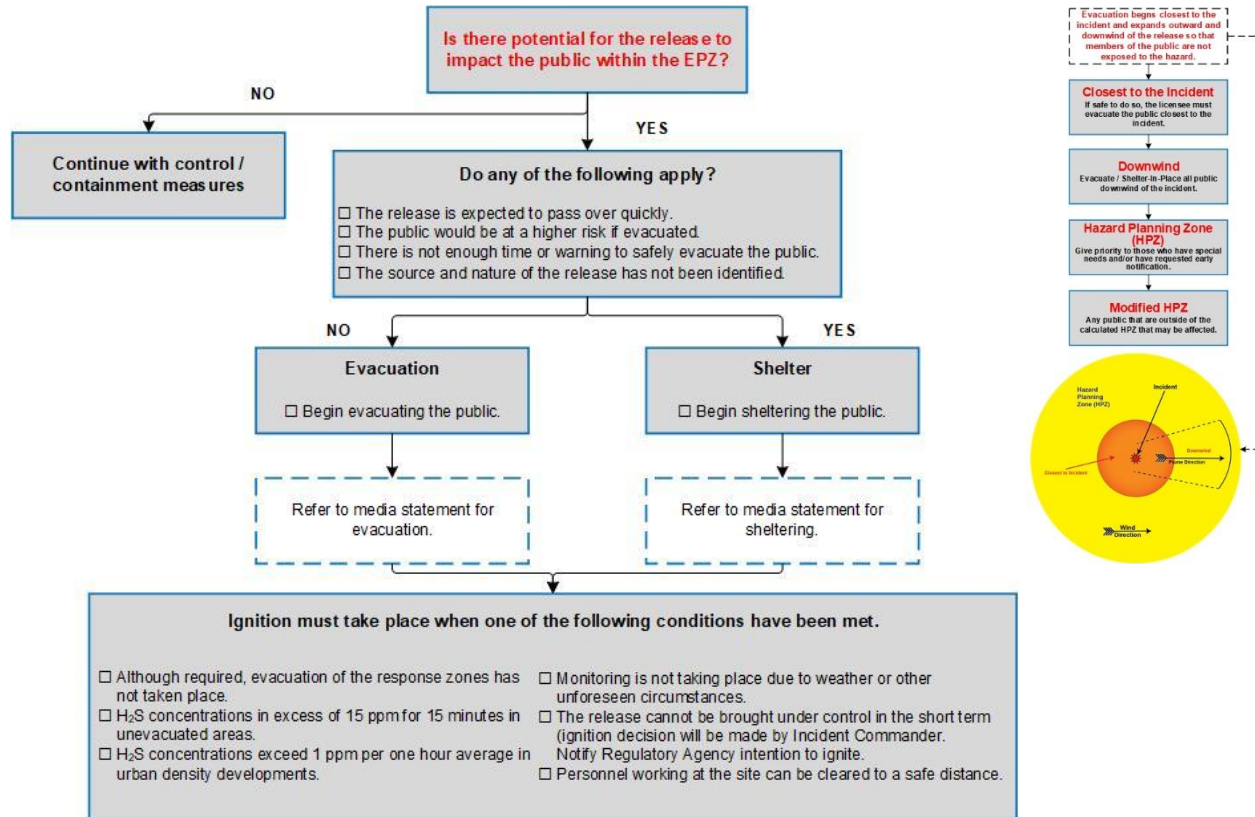 Is there potential for the release to
impact the public within the EPZ?
NO
YES
Continue with control /
containment measures
Do any of the following apply?
☐ The release is expected to pass over quickly.
☐ The public would be at a higher risk if evacuated.
☐ There is not enough time or warning to safely evacuate the public.
☐ The source and nature of the release has not been identified.
NO
YES
Evacuation
☐ Begin evacuating the public.
Shelter
☐ Begin sheltering the public.
Refer to media statement for
evacuation.
Refer to media statement for
sheltering.
Ignition must take place when one of the following conditions have been met.
☐ Although required, evacuation of the response zones has
not taken place.
☐ H₂S concentrations in excess of 15 ppm for 15 minutes in
unevacuated areas.
☐ H₂S concentrations exceed 1 ppm per one hour average in
urban density developments.
☐ Monitoring is not taking place due to weather or other
unforeseen circumstances.
☐ The release cannot be brought under control in the short term
(ignition decision will be made by Incident Commander.
Notify Regulatory Agency intention to ignite.
☐ Personnel working at the site can be cleared to a safe distance.
Evacuation begns closest to the
incident and expands outward and
downwind of the release so that
members of the public are not
exposed to the hazard.
Closest to the Incident
If safe to do so, the licensee must
evacuate the public closest to the
incident.
Downwind
Evacuate / Shelter-In-Place all public
downwind of the incident.
Hazard Planning Zone
(HPZ)
Give priority to those who have special
needs and/or have requested early
notification.
Modified HPZ
Any public that are outside of the
calculated HPZ that may be affected.
Hazard
Planning
Zone (HPZ)
Incident
Downwind
Plume Direction
Closest to Incident
Wind
Direction